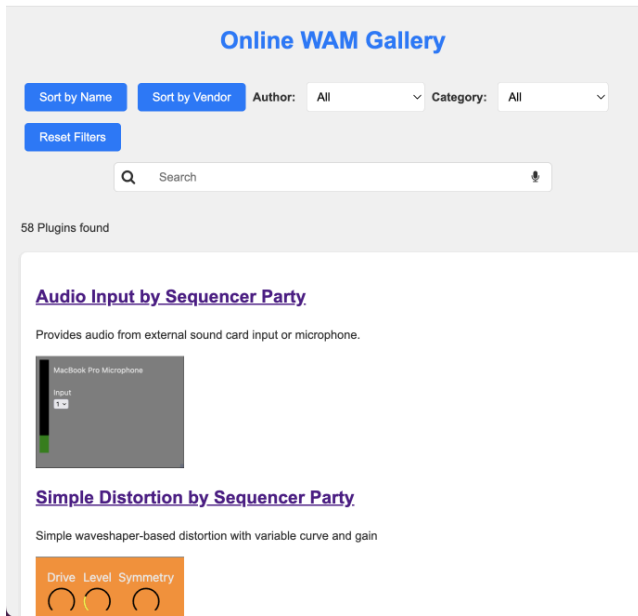 Online WAM Gallery
Sort by Name Sort by Vendor Author: All Category: All
Reset Filters
Search
58 Plugins found
Audio Input by Sequencer Party
Provides audio from external sound card input or microphone.
MacBook Pro Microphone
Input
1
Simple Distortion by Sequencer Party
Simple waveshaper-based distortion with variable curve and gain
Drive Level Symmetry